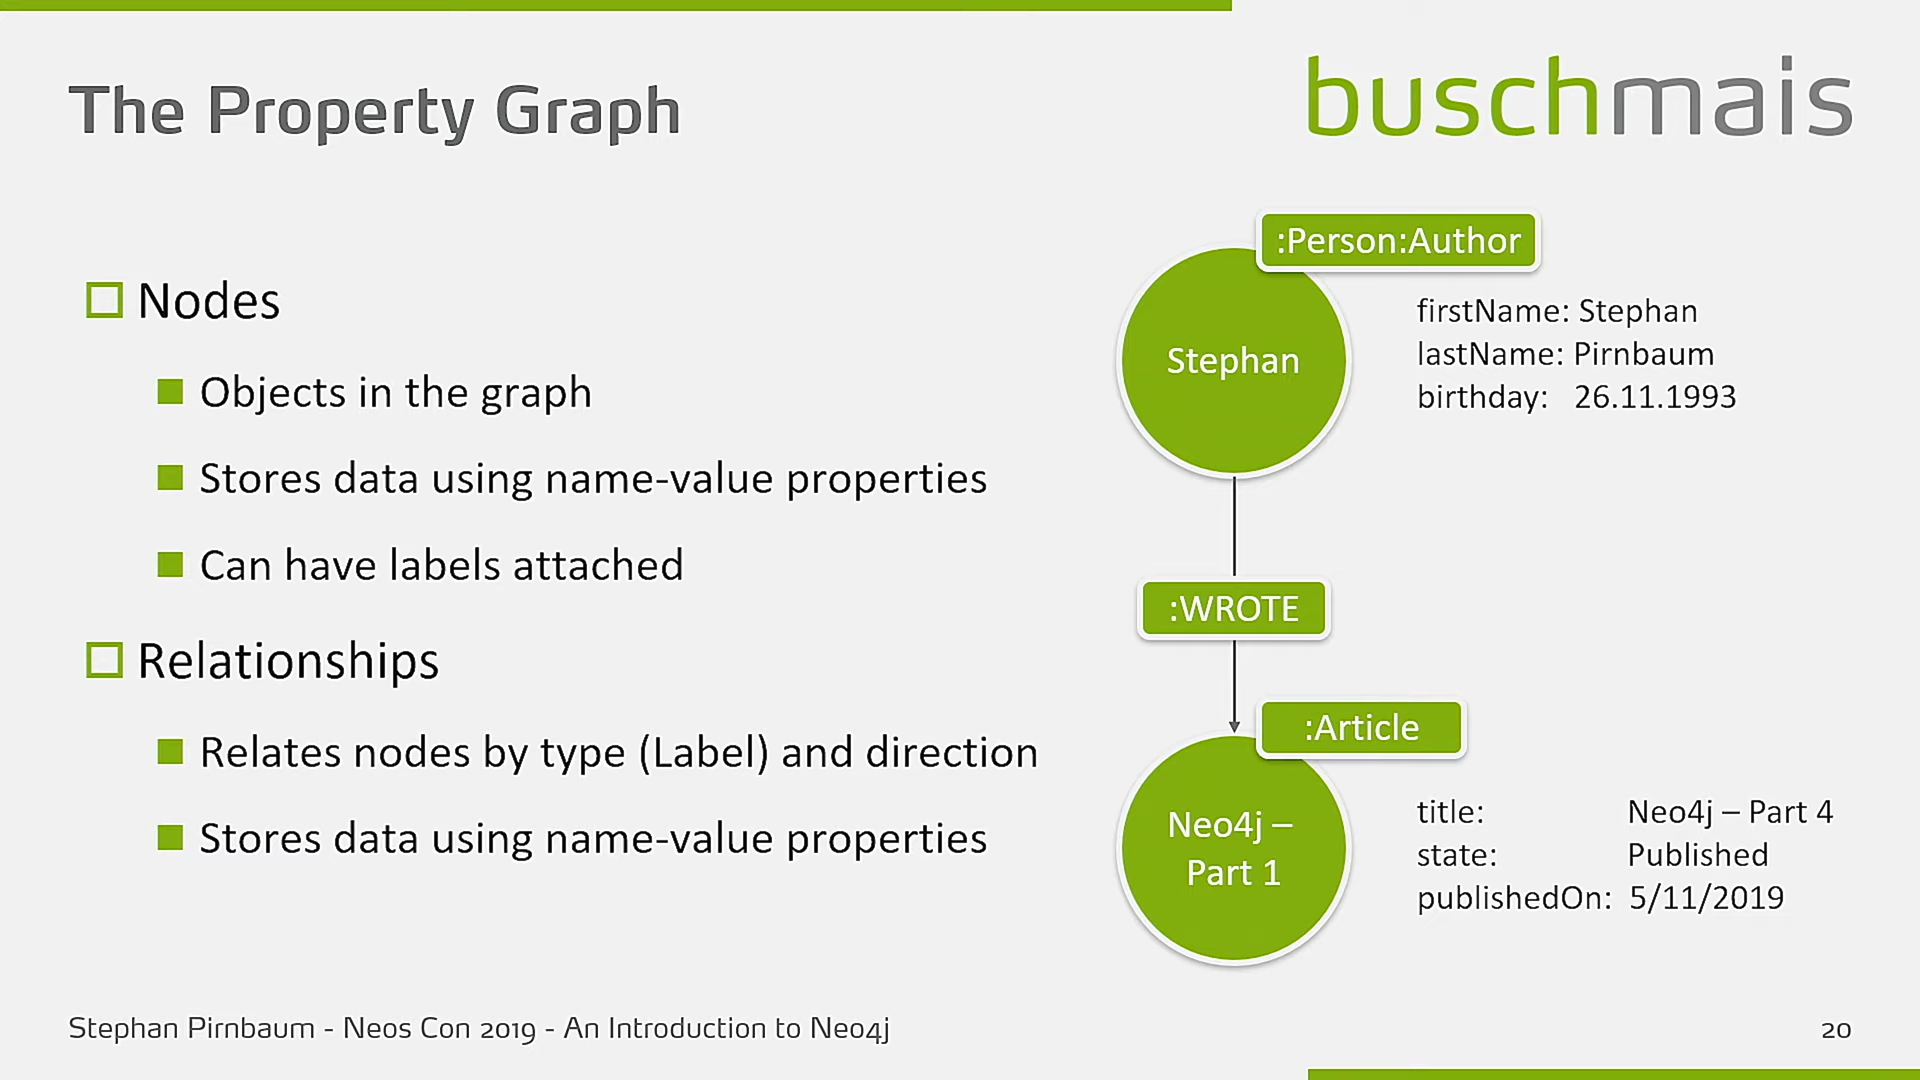 The Property Graph
buschmais
Nodes
Objects in the graph
Stores data using name-value properties
Can have labels attached
Relationships
Relates nodes by type (Label) and direction
Stores data using name-value properties
:Person:Author
Stephan
firstName: Stephan
lastName: Pirnbaum
birthday: 26.11.1993
:WROTE
:Article
Neo4j –
Part 1
title: Neo4j – Part 4
state: Published
publishedOn: 5/11/2019
Stephan Pirnbaum - Neos Con 2019 - An Introduction to Neo4j
20